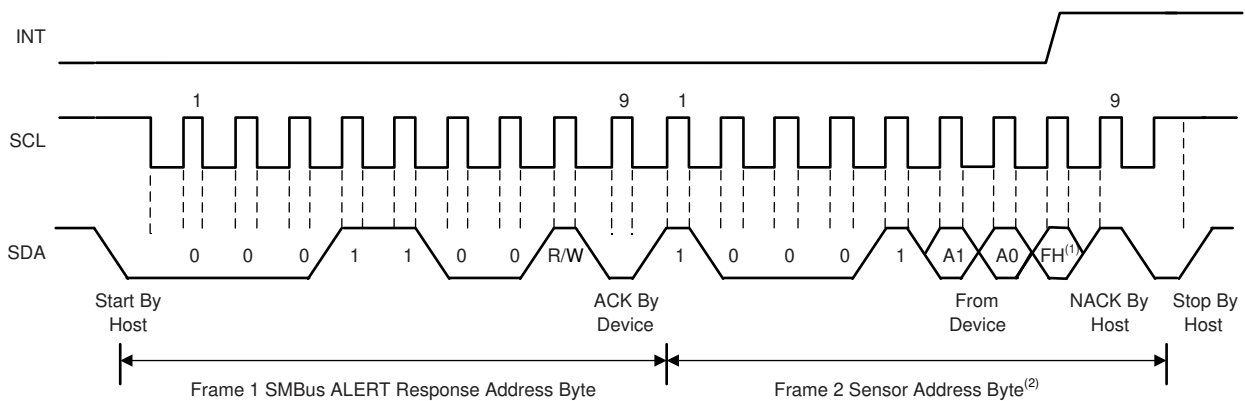 INT
1 9 1 9
SCL
SDA
0 0 0 1 1 0 0 R/W 1 0 0 0 1 A1 A0 FH(1)
Start By Host
ACK By Device
From Device
NACK By Host
Stop By Host
Frame 1 SMBus ALERT Response Address Byte
Frame 2 Sensor Address Byte(2)